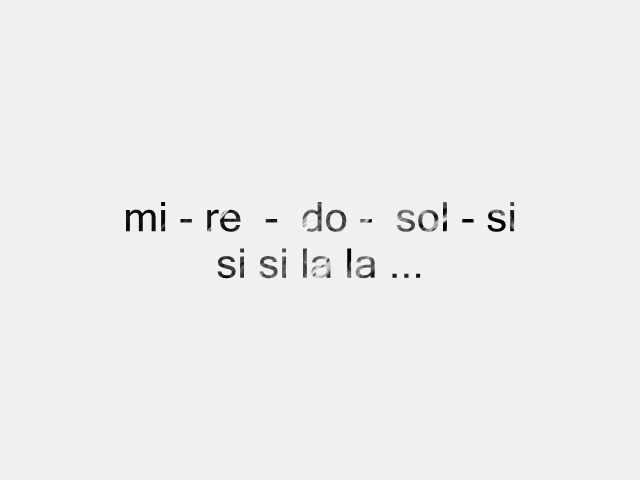 mi - re - do - sol - si
si si la la ...